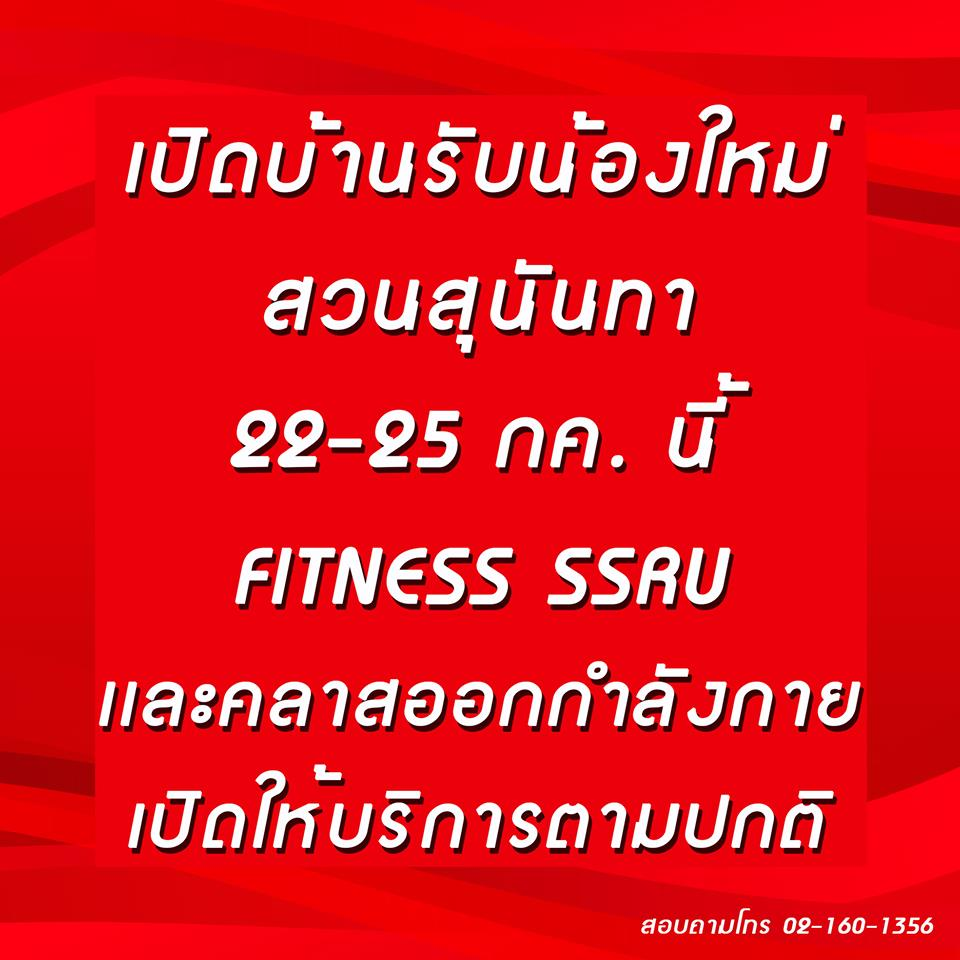 เปิดบ้านรับน้องใหม่
สวนสุนันทา
22-25 กค. นี้
FITNESS SSRU
และคลาสออกกำลังกาย
เปิดให้บริการตามปกติ
สอบถามโทร 02-160-1356